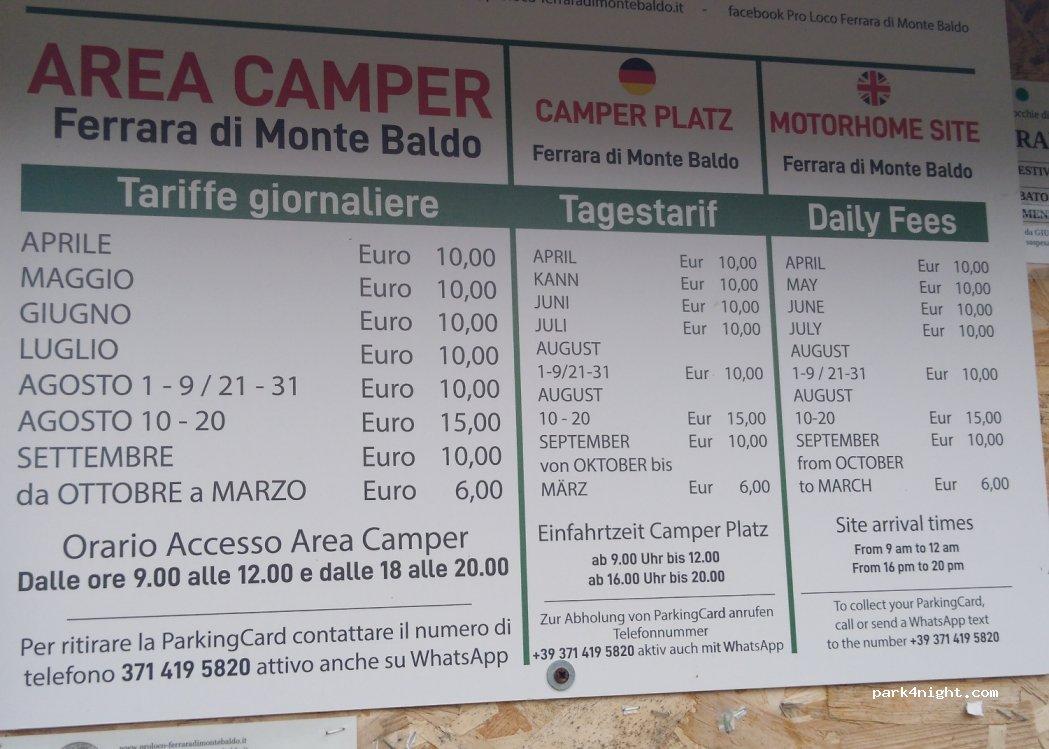 ferraradimontebaldo.it - facebook Pro Loco Ferrara di Monte Baldo
AREA CAMPER
Ferrara di Monte Baldo
Tariffe giornaliere
APRILE Euro 10,00
MAGGIO Euro 10,00
GIUGNO Euro 10,00
LUGLIO Euro 10,00
AGOSTO 1 - 9 / 21 - 31 Euro 10,00
AGOSTO 10 - 20 Euro 15,00
SETTEMBRE Euro 10,00
da OTTOBRE a MARZO Euro 6,00
Orario Accesso Area Camper
Dalle ore 9.00 alle 12.00 e dalle 18 alle 20.00
Per ritirare la ParkingCard contattare il numero di
telefono 371 419 5820 attivo anche su WhatsApp
CAMPER PLATZ
Ferrara di Monte Baldo
Tagestarif
APRIL Eur 10,00
KANN Eur 10,00
JUNI Eur 10,00
JULI Eur 10,00
AUGUST
1-9/21-31 Eur 10,00
AUGUST
10 - 20 Eur 15,00
SEPTEMBER Eur 10,00
von OKTOBER bis
MÄRZ Eur 6,00
Einfahrtzeit Camper Platz
ab 9.00 Uhr bis 12.00
ab 16.00 Uhr bis 20.00
Zur Abholung von ParkingCard anrufen
Telefonnummer
+39 371 419 5820 aktiv auch mit WhatsApp
MOTORHOME SITE
Ferrara di Monte Baldo
Daily Fees
APRIL Eur 10,00
MAY Eur 10,00
JUNE Eur 10,00
JULY Eur 10,00
AUGUST
1-9 / 21-31 Eur 10,00
AUGUST
10-20 Eur 15,00
SEPTEMBER Eur 10,00
from OCTOBER
to MARCH Eur 6,00
Site arrival times
From 9 am to 12 am
From 16 pm to 20 pm
To collect your ParkingCard,
call or send a WhatsApp text
to the number +39 371 419 5820
park4night.com
www.proloco-ferraradimontebaldo.it